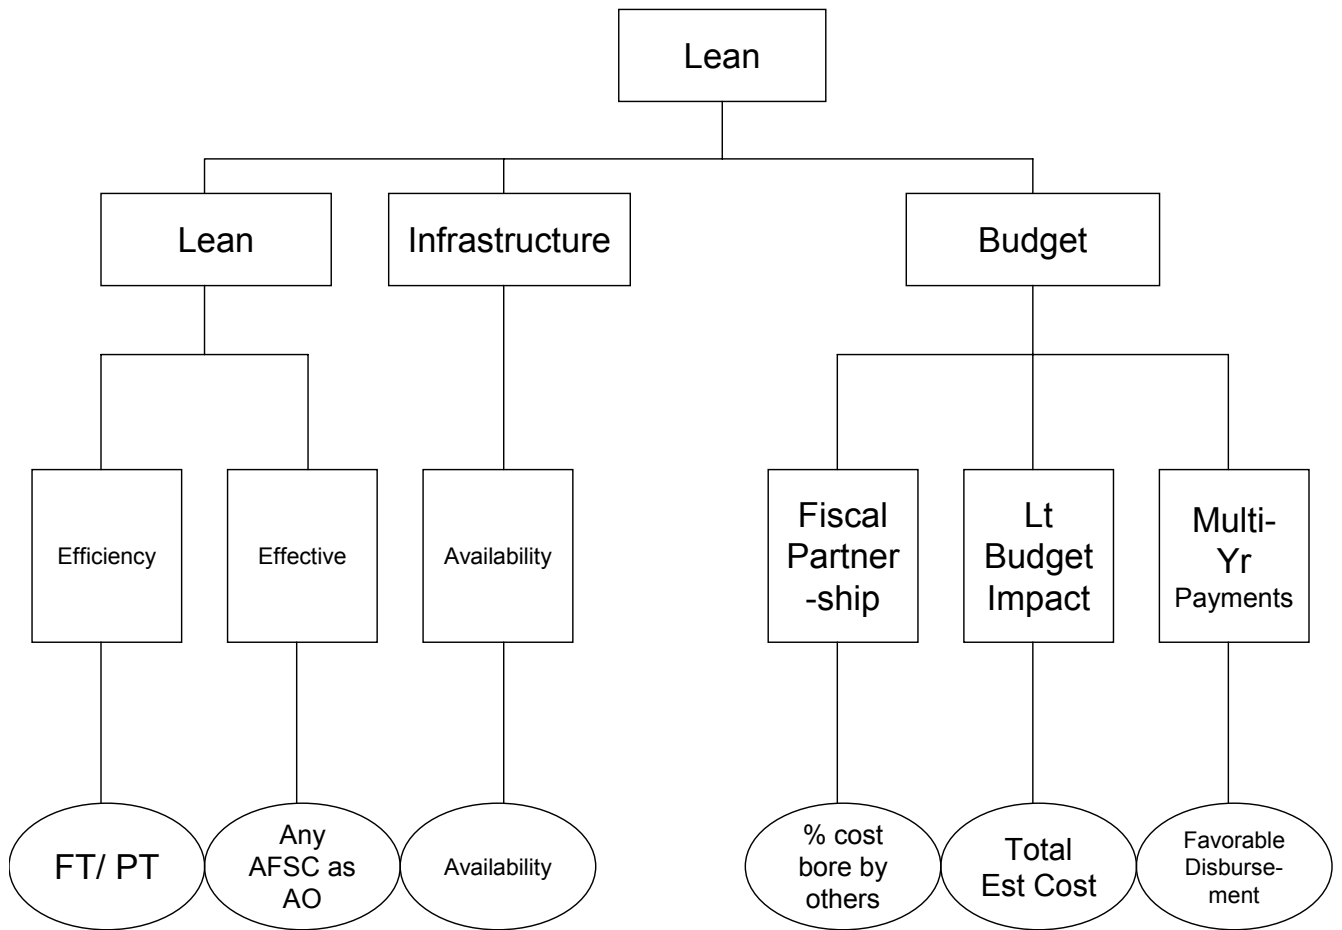 Lean
Lean
Infrastructure
Budget
Efficiency
Effective
Availability
Fiscal
Partner
-ship
Lt
Budget
Impact
Multi-
Yr
Payments
FT/ PT
Any
AFSC as
AO
Availability
% cost
bore by
others
Total
Est Cost
Favorable
Disburse-
ment